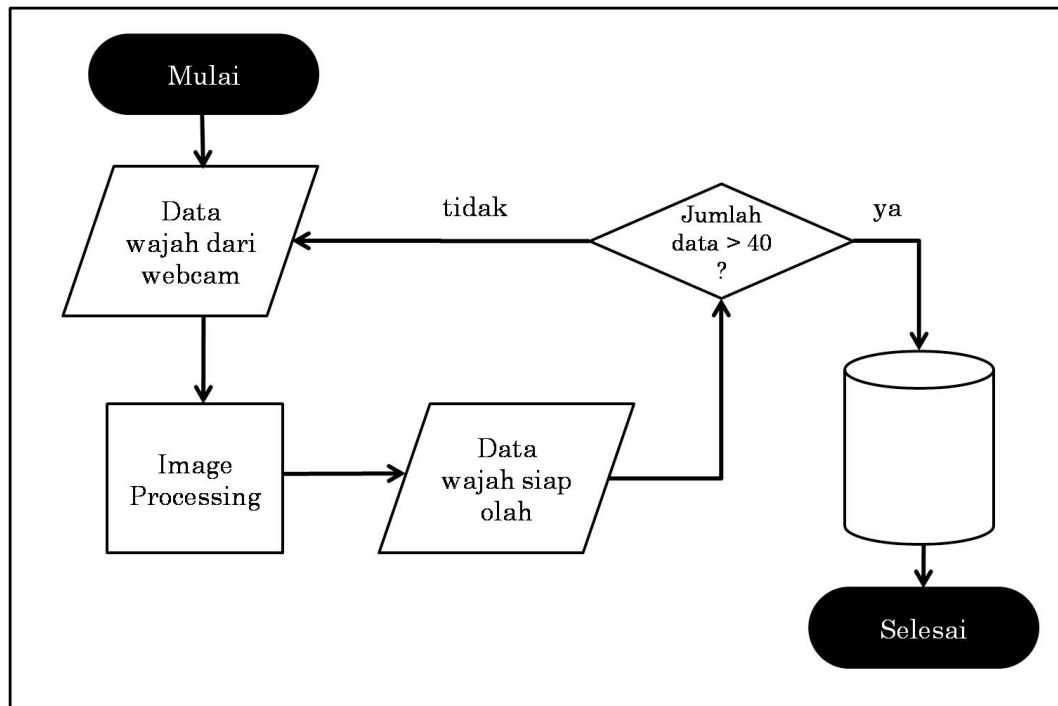 Mulai
Data
wajah dari
webcam
tidak
Jumlah
data > 40
?
ya
Image
Processing
Data
wajah siap
olah
Selesai